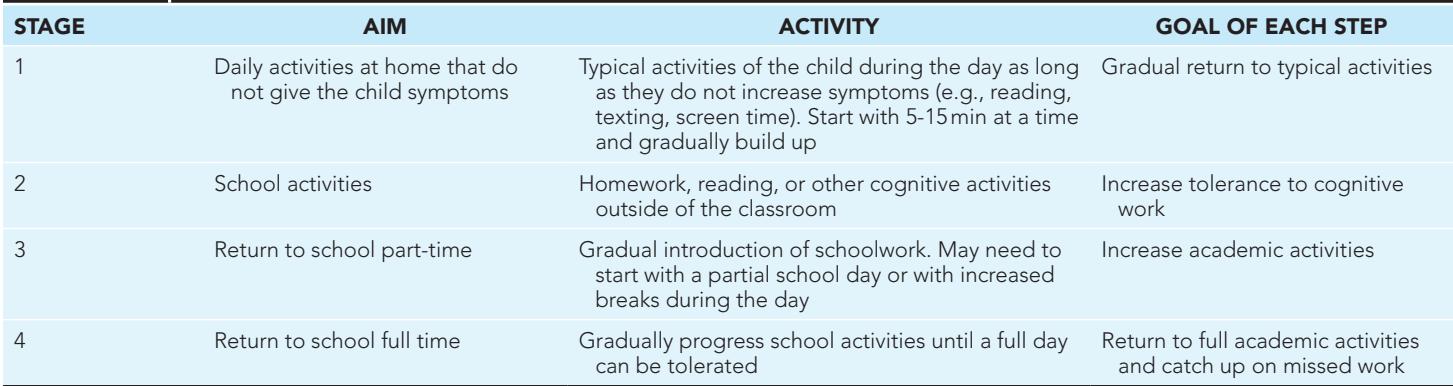 STAGE AIM ACTIVITY GOAL OF EACH STEP
1 Daily activities at home that do Typical activities of the child during the day as long Gradual return to typical activities
not give the child symptoms as they do not increase symptoms (e.g., reading,
texting, screen time). Start with 5-15 min at a time
and gradually build up
2 School activities Homework, reading, or other cognitive activities Increase tolerance to cognitive
outside of the classroom work
3 Return to school part-time Gradual introduction of schoolwork. May need to Increase academic activities
start with a partial school day or with increased
breaks during the day
4 Return to school full time Gradually progress school activities until a full day Return to full academic activities
can be tolerated and catch up on missed work